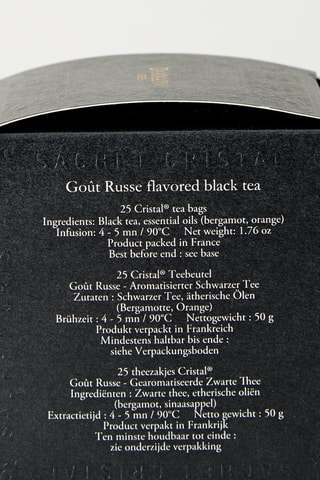 SACHET CRISTAL
Goût Russe flavored black tea
25 Cristal® tea bags
Ingredients: Black tea, essential oils (bergamot, orange)
Infusion: 4 - 5 mn / 90°C Net weight: 1.76 oz
Product packed in France
Best before end : see base
25 Cristal® Teebeutel
Goût Russe - Aromatisierter Schwarzer Tee
Zutaten : Schwarzer Tee, ätherische Ölen
(Bergamotte, Orange)
Brühzeit : 4 - 5 mn / 90°C Nettogewicht : 50 g
Produkt verpakt in Frankreich
Mindestens haltbar bis ende :
siehe Verpackungsboden
25 theezakjes Cristal®
Goût Russe - Gearomatiseerde Zwarte Thee
Ingrediënten : Zwarte thee, etherische oliën
(bergamot, sinaasappel)
Extractietijd : 4 - 5 mn / 90°C Netto gewicht : 50 g
Product verpakt in Frankrijk
Ten minste houdbaar tot einde :
zie onderzijde verpakking